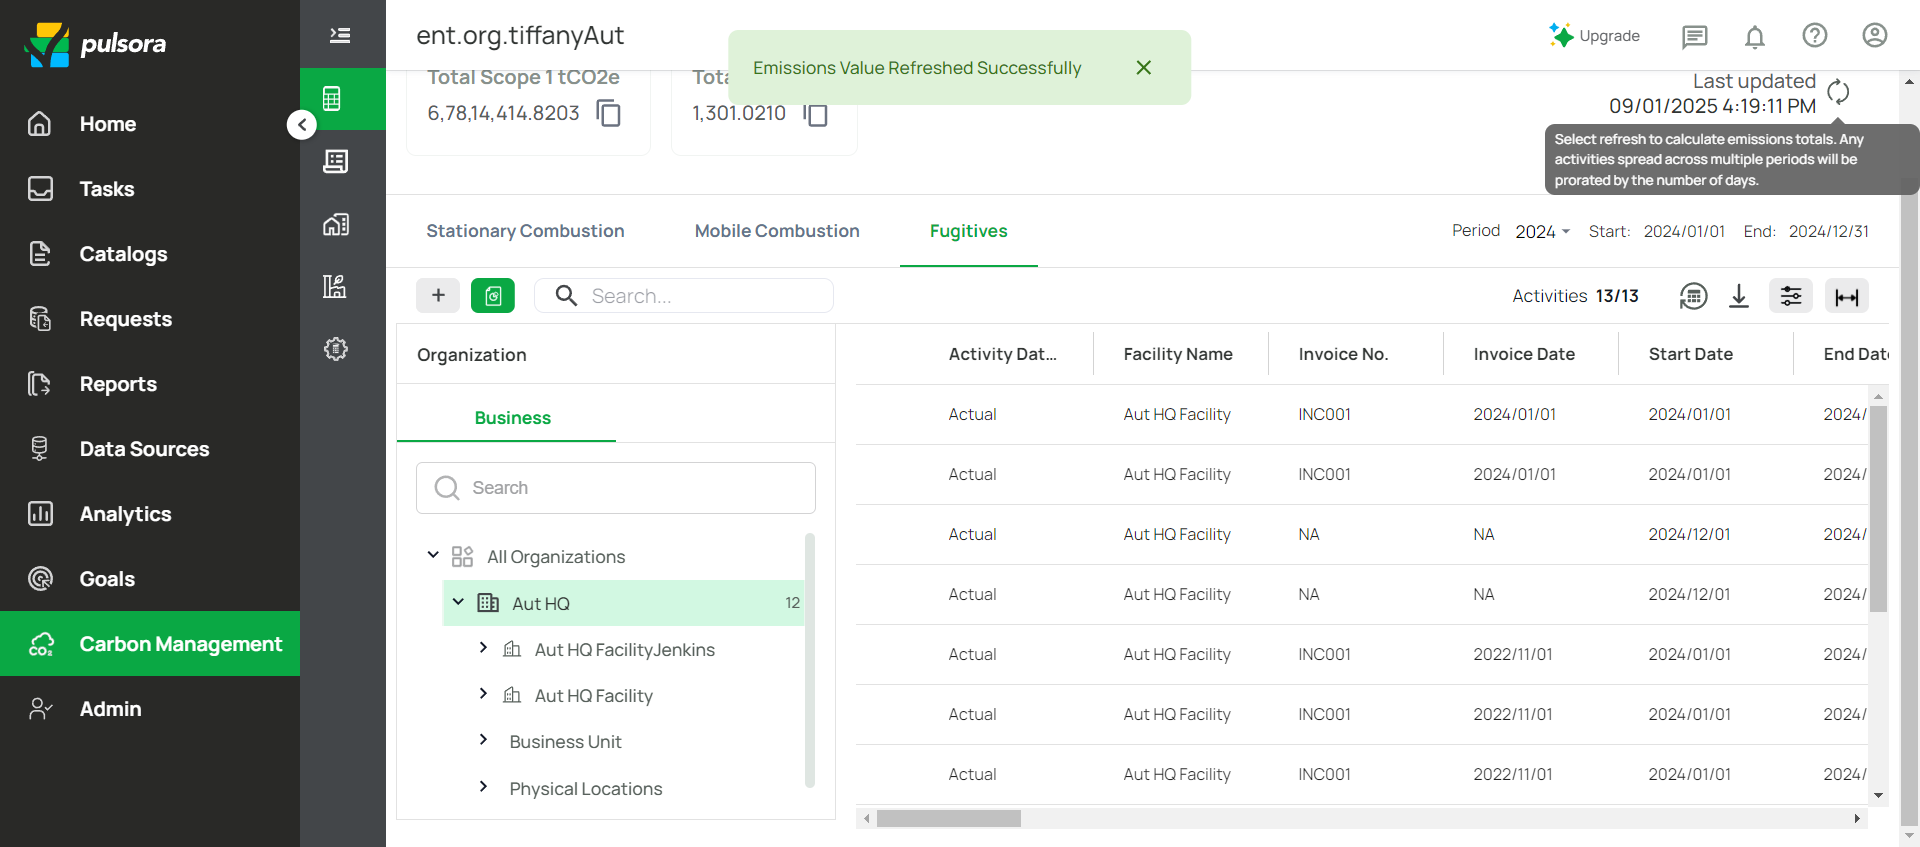 pulsora
Home
Tasks
Catalogs
Requests
Reports
Data Sources
Analytics
Goals
Carbon Management
Admin
ent.org.tiffanyAut
Emissions Value Refreshed Successfully
Upgrade
Total Scope 1 tCO2e
6,78,14,414.8203
Tota
1,301.0210
Last updated
09/01/2025 4:19:11 PM
Select refresh to calculate emissions totals. Any
activities spread across multiple periods will be
prorated by the number of days.
Stationary Combustion Mobile Combustion Fugitives
Period 2024 Start: 2024/01/01 End: 2024/12/31
Search...
Activities 13/13
Organization
Business
Search
All Organizations
Aut HQ 12
Aut HQ FacilityJenkins
Aut HQ Facility
Business Unit
Physical Locations
Activity Dat... Facility Name Invoice No. Invoice Date Start Date End Date
Actual Aut HQ Facility INC001 2024/01/01 2024/01/01 2024/
Actual Aut HQ Facility INC001 2024/01/01 2024/01/01 2024/
Actual Aut HQ Facility NA NA 2024/12/01 2024/
Actual Aut HQ Facility NA NA 2024/12/01 2024/
Actual Aut HQ Facility INC001 2022/11/01 2024/01/01 2024/
Actual Aut HQ Facility INC001 2022/11/01 2024/01/01 2024/
Actual Aut HQ Facility INC001 2022/11/01 2024/01/01 2024/